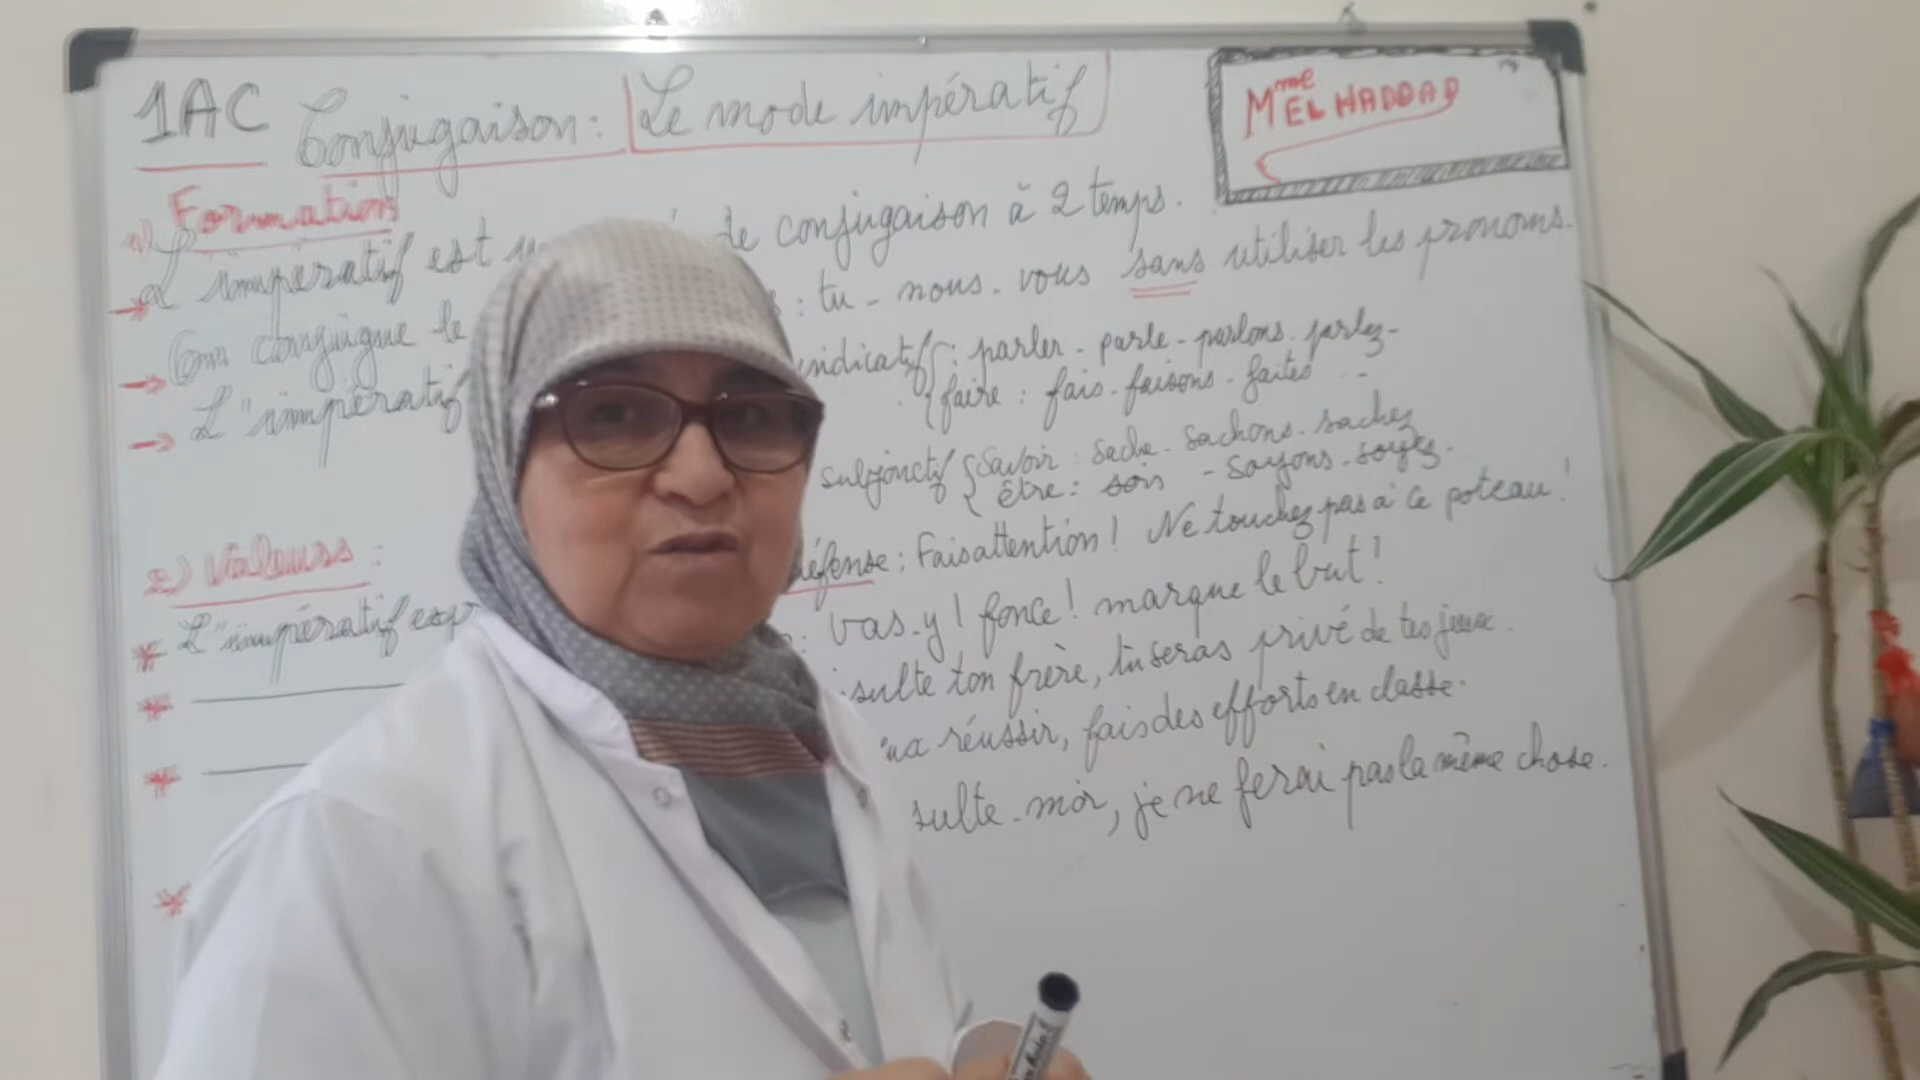 1AC Conjugaison: Le mode impératif
Mme EL HADDAD
1) Formation
L'impératif est de conjugaison à 2 temps.
On conjugue le : tu - nous - vous sans utiliser les pronoms.
L'impératif indicatif : parler - parle - parlons - parlez -
faire : fais - faisons - faites
subjonctif savoir : sache - sachons - sachez
être : sois - soyons - soyez.
2) Valeurs :
défense : Fais attention ! Ne touchez pas à ce poteau !
L'impératif exp : Vas-y ! fonce ! marque le but !
sulte ton frère, tu seras privé de tes jeux.
ux réussir, fais des efforts en classe.
sulte-moi, je ne ferai pas la même chose.